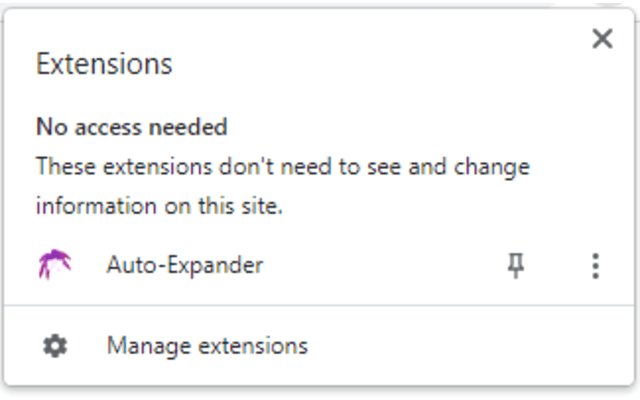 Extensions
No access needed
These extensions don't need to see and change
information on this site.
Auto-Expander
Manage extensions